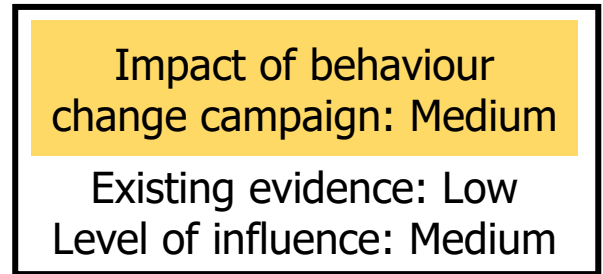 Impact of behaviour
change campaign: Medium
Existing evidence: Low
Level of influence: Medium